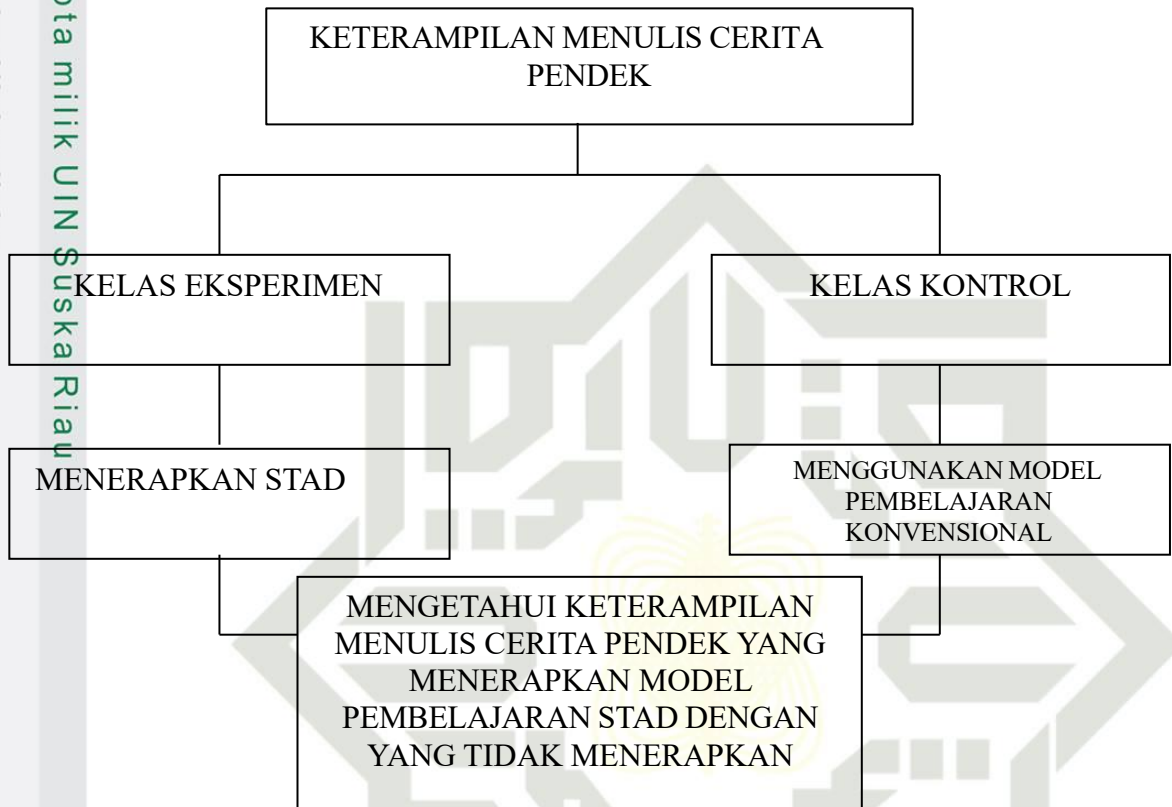 KETERAMPILAN MENULIS CERITA
PENDEK
KELAS EKSPERIMEN
KELAS KONTROL
MENERAPKAN STAD
MENGGUNAKAN MODEL
PEMBELAJARAN
KONVENSIONAL
MENGETAHUI KETERAMPILAN
MENULIS CERITA PENDEK YANG
MENERAPKAN MODEL
PEMBELAJARAN STAD DENGAN
YANG TIDAK MENERAPKAN
milik UIN Suska Riau